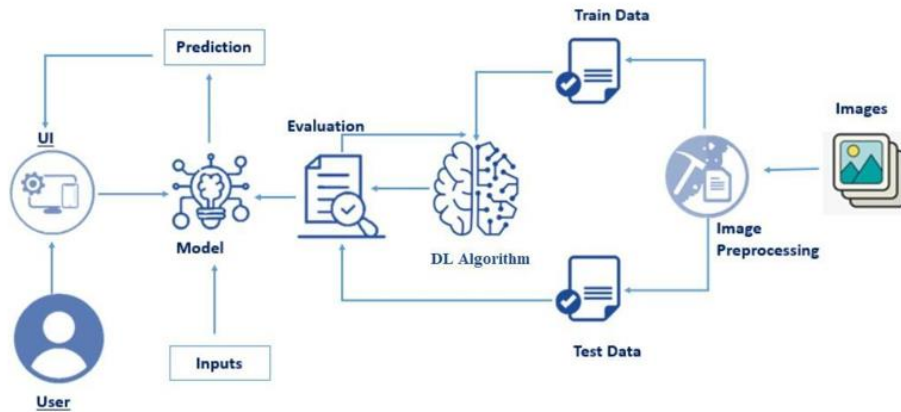 Train Data
Prediction
Images
Evaluation
UI
Model
DL Algorithm
Image
Preprocessing
Inputs
Test Data
User